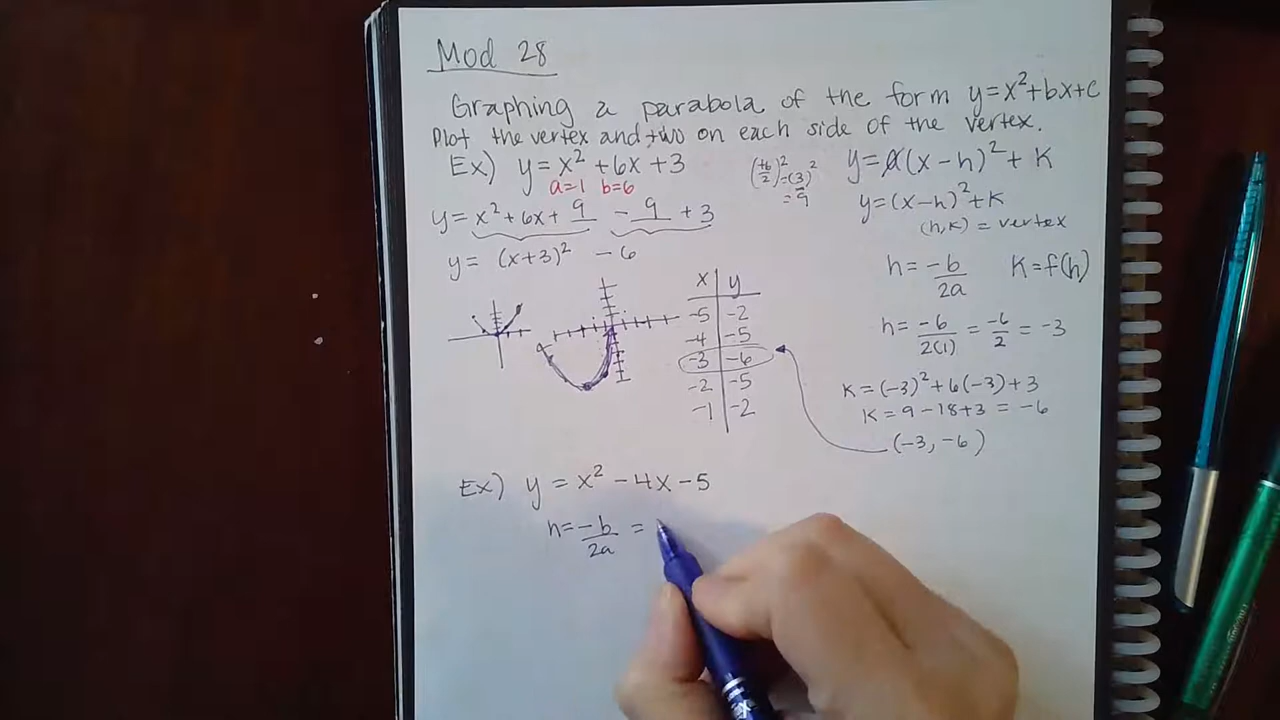 Mod 28
Graphing a parabola of the form y=x²+bx+c
Plot the vertex and two on each side of the vertex.
Ex) y=x²+6x+3
a=1 b=6
y=x²+6x+ 9 - 9 +3
y= (x+3)² -6
(+6/2)²=(3)²
=9
y=a(x-h)²+K
y=(x-h)²+K
(h,K) = vertex
h=-b/2a K=f(h)
h=-6/2(1)=-6/2=-3
K=(-3)²+6(-3)+3
K=9-18+3=-6
(-3,-6)
x y
-5 -2
-4 -5
-3 -6
-2 -5
-1 -2
Ex) y=x²-4x-5
h=-b/2a=